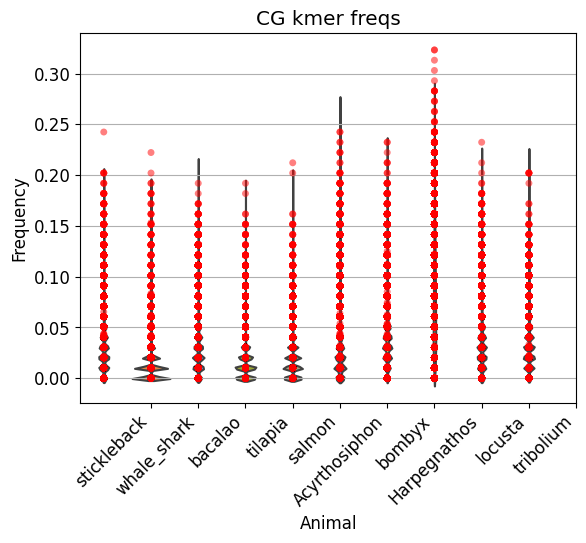 CG kmer freqs
Frequency
0.30
0.25
0.20
0.15
0.10
0.05
0.00
stickleback
whale_shark
bacalao
tilapia
salmon
Acyrthosiphon
bombyx
Harpegnathos
locusta
tribolium
Animal